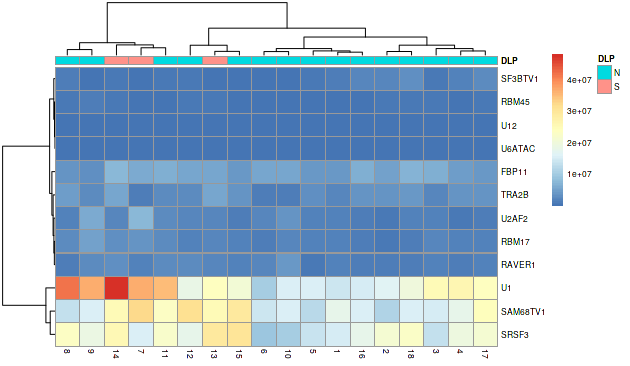 DLP
DLP
SF3BTV1
N
4e+07
RBM45
S
3e+07
U12
2e+07
U6ATAC
1e+07
FBP11
TRA2B
U2AF2
RBM17
RAVER1
U1
SAM68TV1
SRSF3
8 9 14 7 11 12 13 15 6 10 5 1 16 2 18 3 4 17